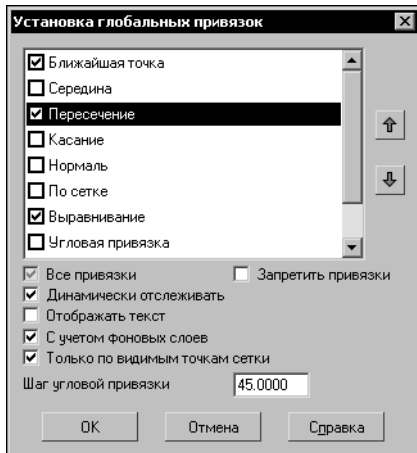 Установка глобальных привязок
Ближайшая точка
Середина
Пересечение
Касание
Нормаль
По сетке
Выравнивание
Угловая привязка
Все привязки Запретить привязки
Динамически отслеживать
Отображать текст
С учетом фоновых слоев
Только по видимым точкам сетки
Шаг угловой привязки 45.0000
OK Отмена Справка